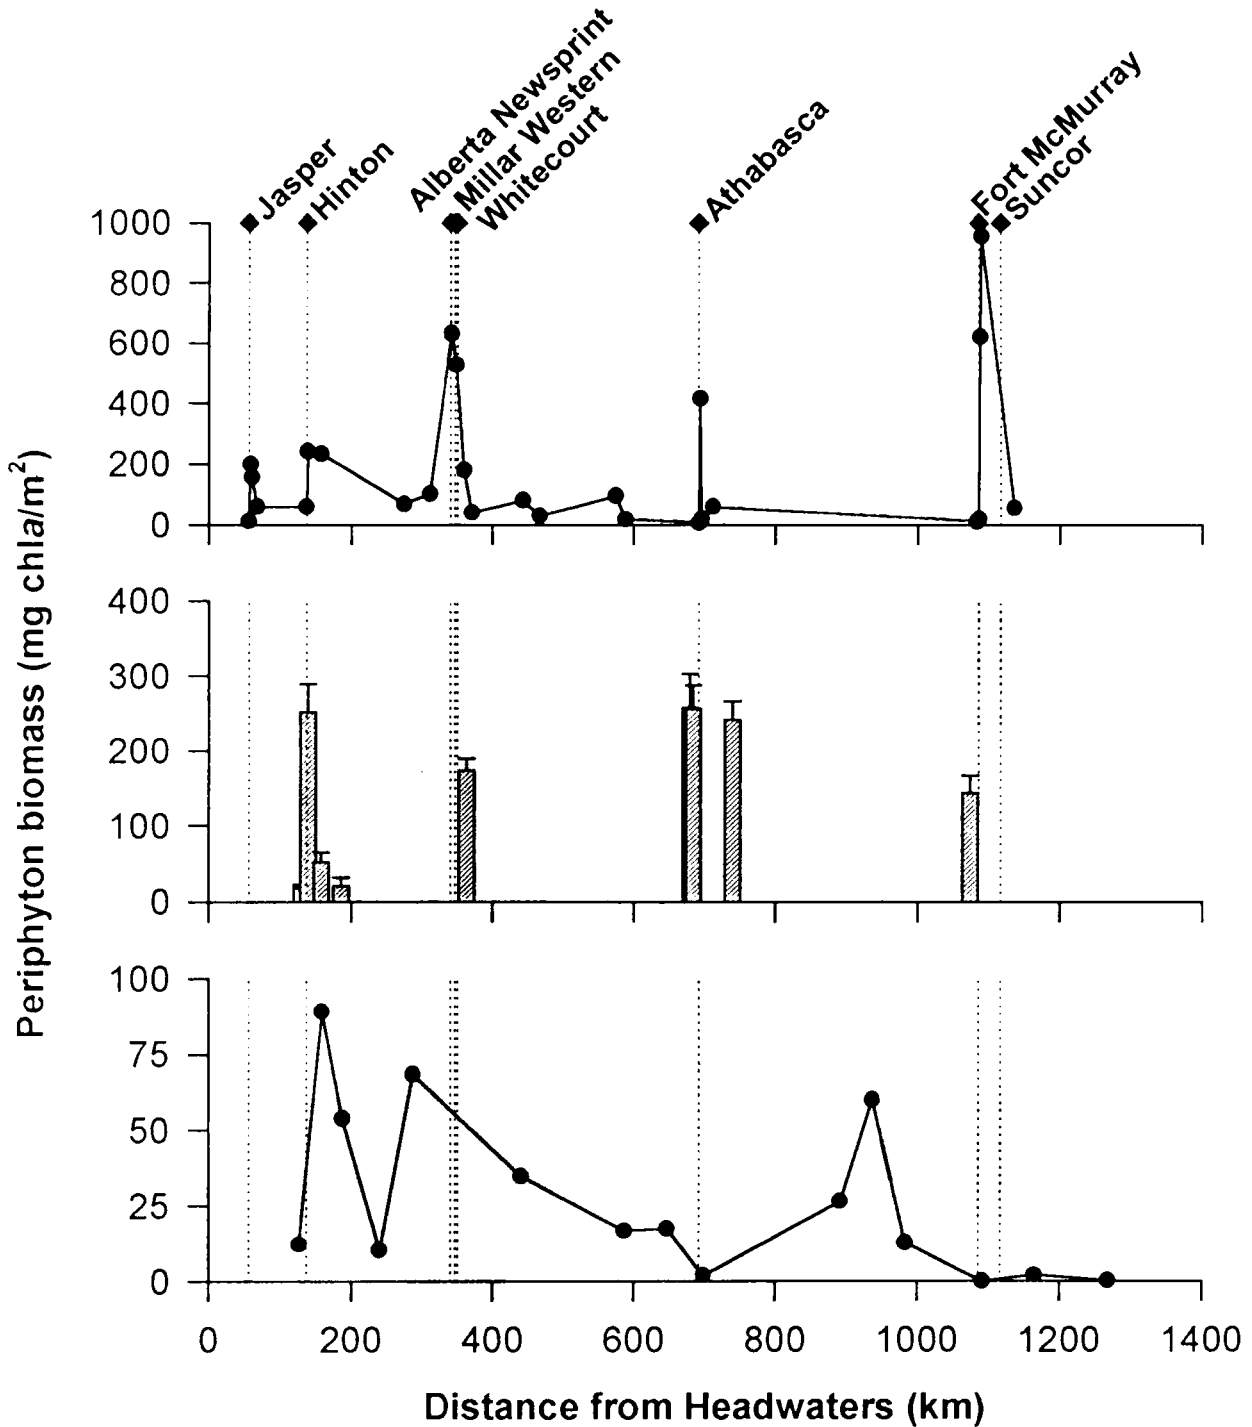 Jasper
Hinton
Alberta Newsprint
Millar Western
Whitecourt
Athabasca
Fort McMurray
Suncor
1000
800
600
400
200
0
400
300
200
100
0
100
75
50
25
0
Periphyton biomass (mg chla/m²)
0 200 400 600 800 1000 1200 1400
Distance from Headwaters (km)